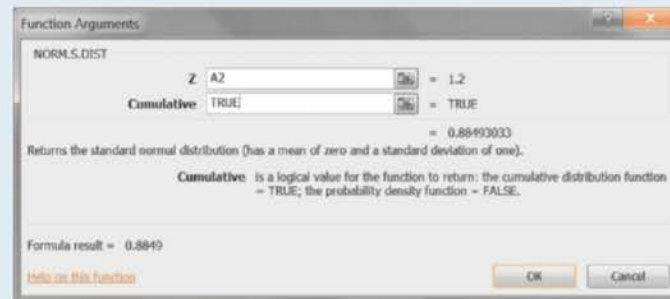 Function Arguments
NORM.S.DIST
Z A2 = 1.2
Cumulative TRUE = TRUE
= 0.88493033
Returns the standard normal distribution (has a mean of zero and a standard deviation of one).
Cumulative is a logical value for the function to return: the cumulative distribution function
= TRUE; the probability density function = FALSE.
Formula result = 0.8849
Help on this function
OK Cancel